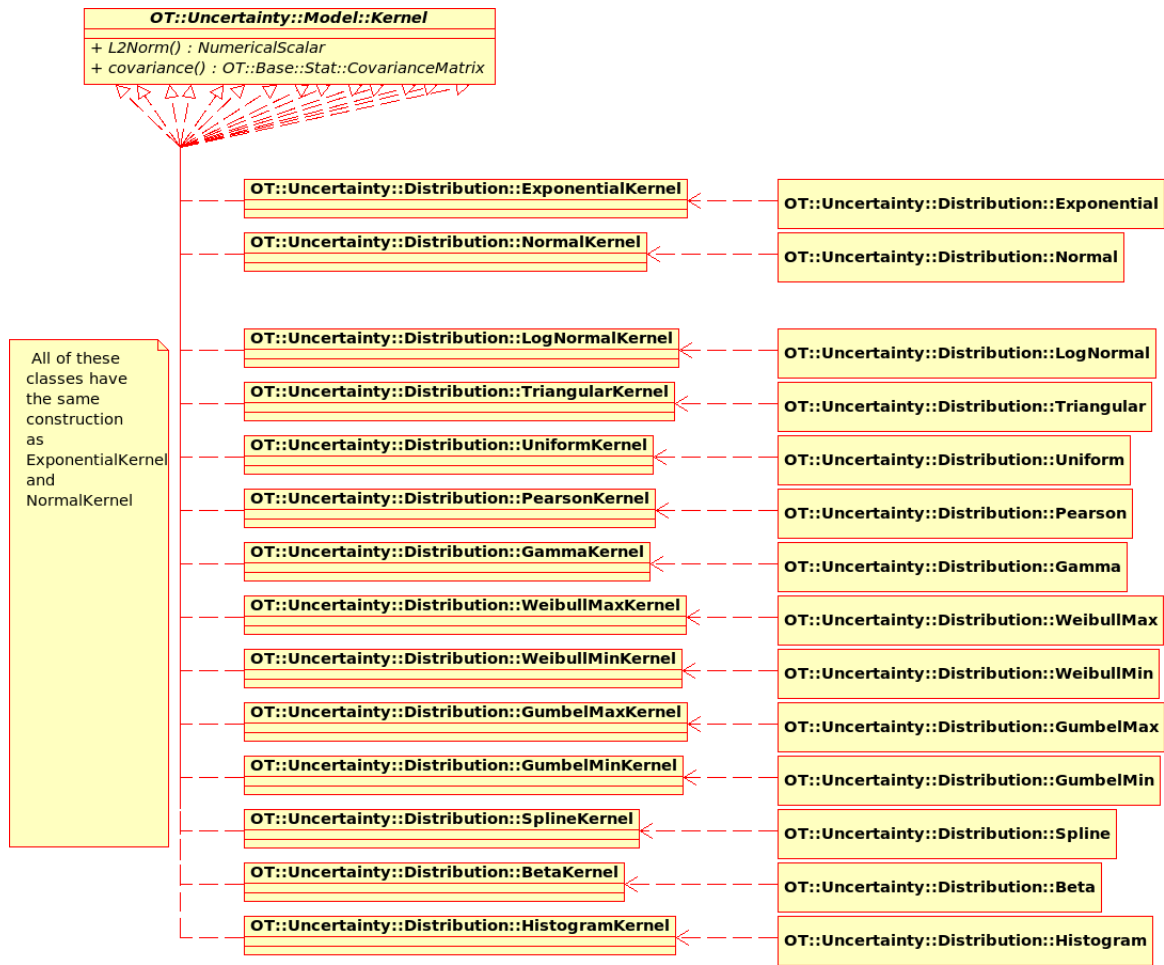 OT::Uncertainty::Model::Kernel
+ L2Norm() : NumericalScalar
+ covariance() : OT::Base::Stat::CovarianceMatrix
OT::Uncertainty::Distribution::ExponentialKernel
OT::Uncertainty::Distribution::Exponential
OT::Uncertainty::Distribution::NormalKernel
OT::Uncertainty::Distribution::Normal
All of these
classes have
the same
construction
as
ExponentialKernel
and
NormalKernel
OT::Uncertainty::Distribution::LogNormalKernel
OT::Uncertainty::Distribution::LogNormal
OT::Uncertainty::Distribution::TriangularKernel
OT::Uncertainty::Distribution::Triangular
OT::Uncertainty::Distribution::UniformKernel
OT::Uncertainty::Distribution::Uniform
OT::Uncertainty::Distribution::PearsonKernel
OT::Uncertainty::Distribution::Pearson
OT::Uncertainty::Distribution::GammaKernel
OT::Uncertainty::Distribution::Gamma
OT::Uncertainty::Distribution::WeibullMaxKernel
OT::Uncertainty::Distribution::WeibullMax
OT::Uncertainty::Distribution::WeibullMinKernel
OT::Uncertainty::Distribution::WeibullMin
OT::Uncertainty::Distribution::GumbelMaxKernel
OT::Uncertainty::Distribution::GumbelMax
OT::Uncertainty::Distribution::GumbelMinKernel
OT::Uncertainty::Distribution::GumbelMin
OT::Uncertainty::Distribution::SplineKernel
OT::Uncertainty::Distribution::Spline
OT::Uncertainty::Distribution::BetaKernel
OT::Uncertainty::Distribution::Beta
OT::Uncertainty::Distribution::HistogramKernel
OT::Uncertainty::Distribution::Histogram